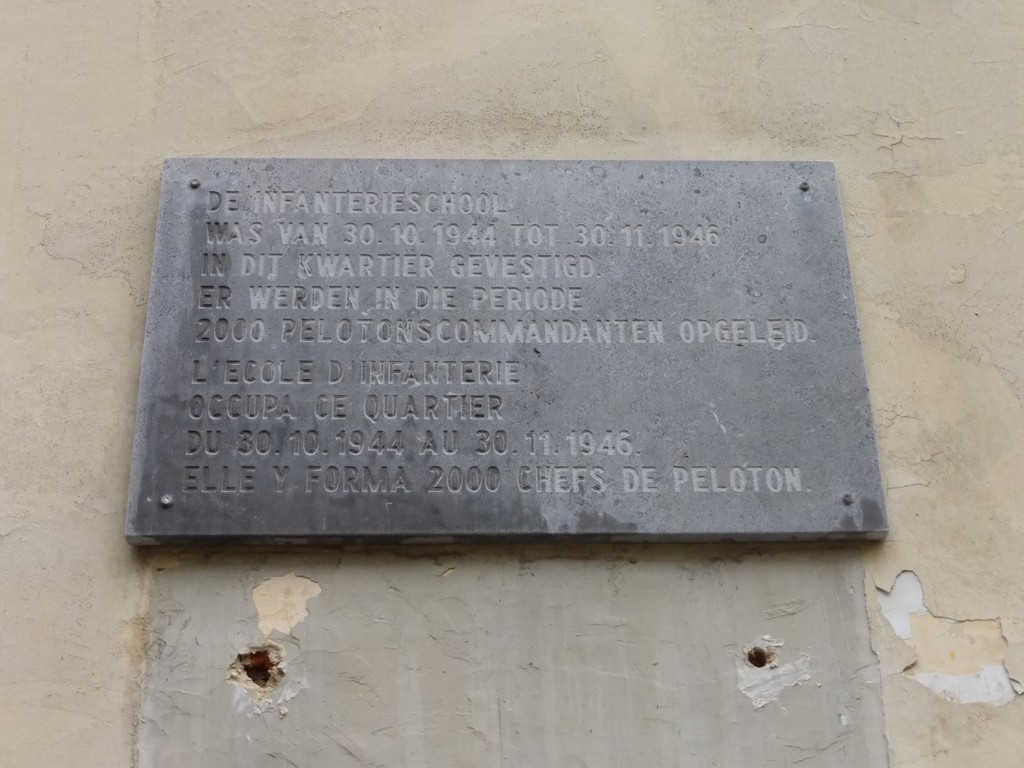 DE INFANTERIESCHOOL
WAS VAN 30.10.1944 TOT 30.11.1946
IN DIT KWARTIER GEVESTIGD.
ER WERDEN IN DIE PERIODE
2000 PELOTONSCOMMANDANTEN OPGELEID.
L'ECOLE D'INFANTERIE
OCCUPA CE QUARTIER
DU 30.10.1944 AU 30.11.1946.
ELLE Y FORMA 2000 CHEFS DE PELOTON.